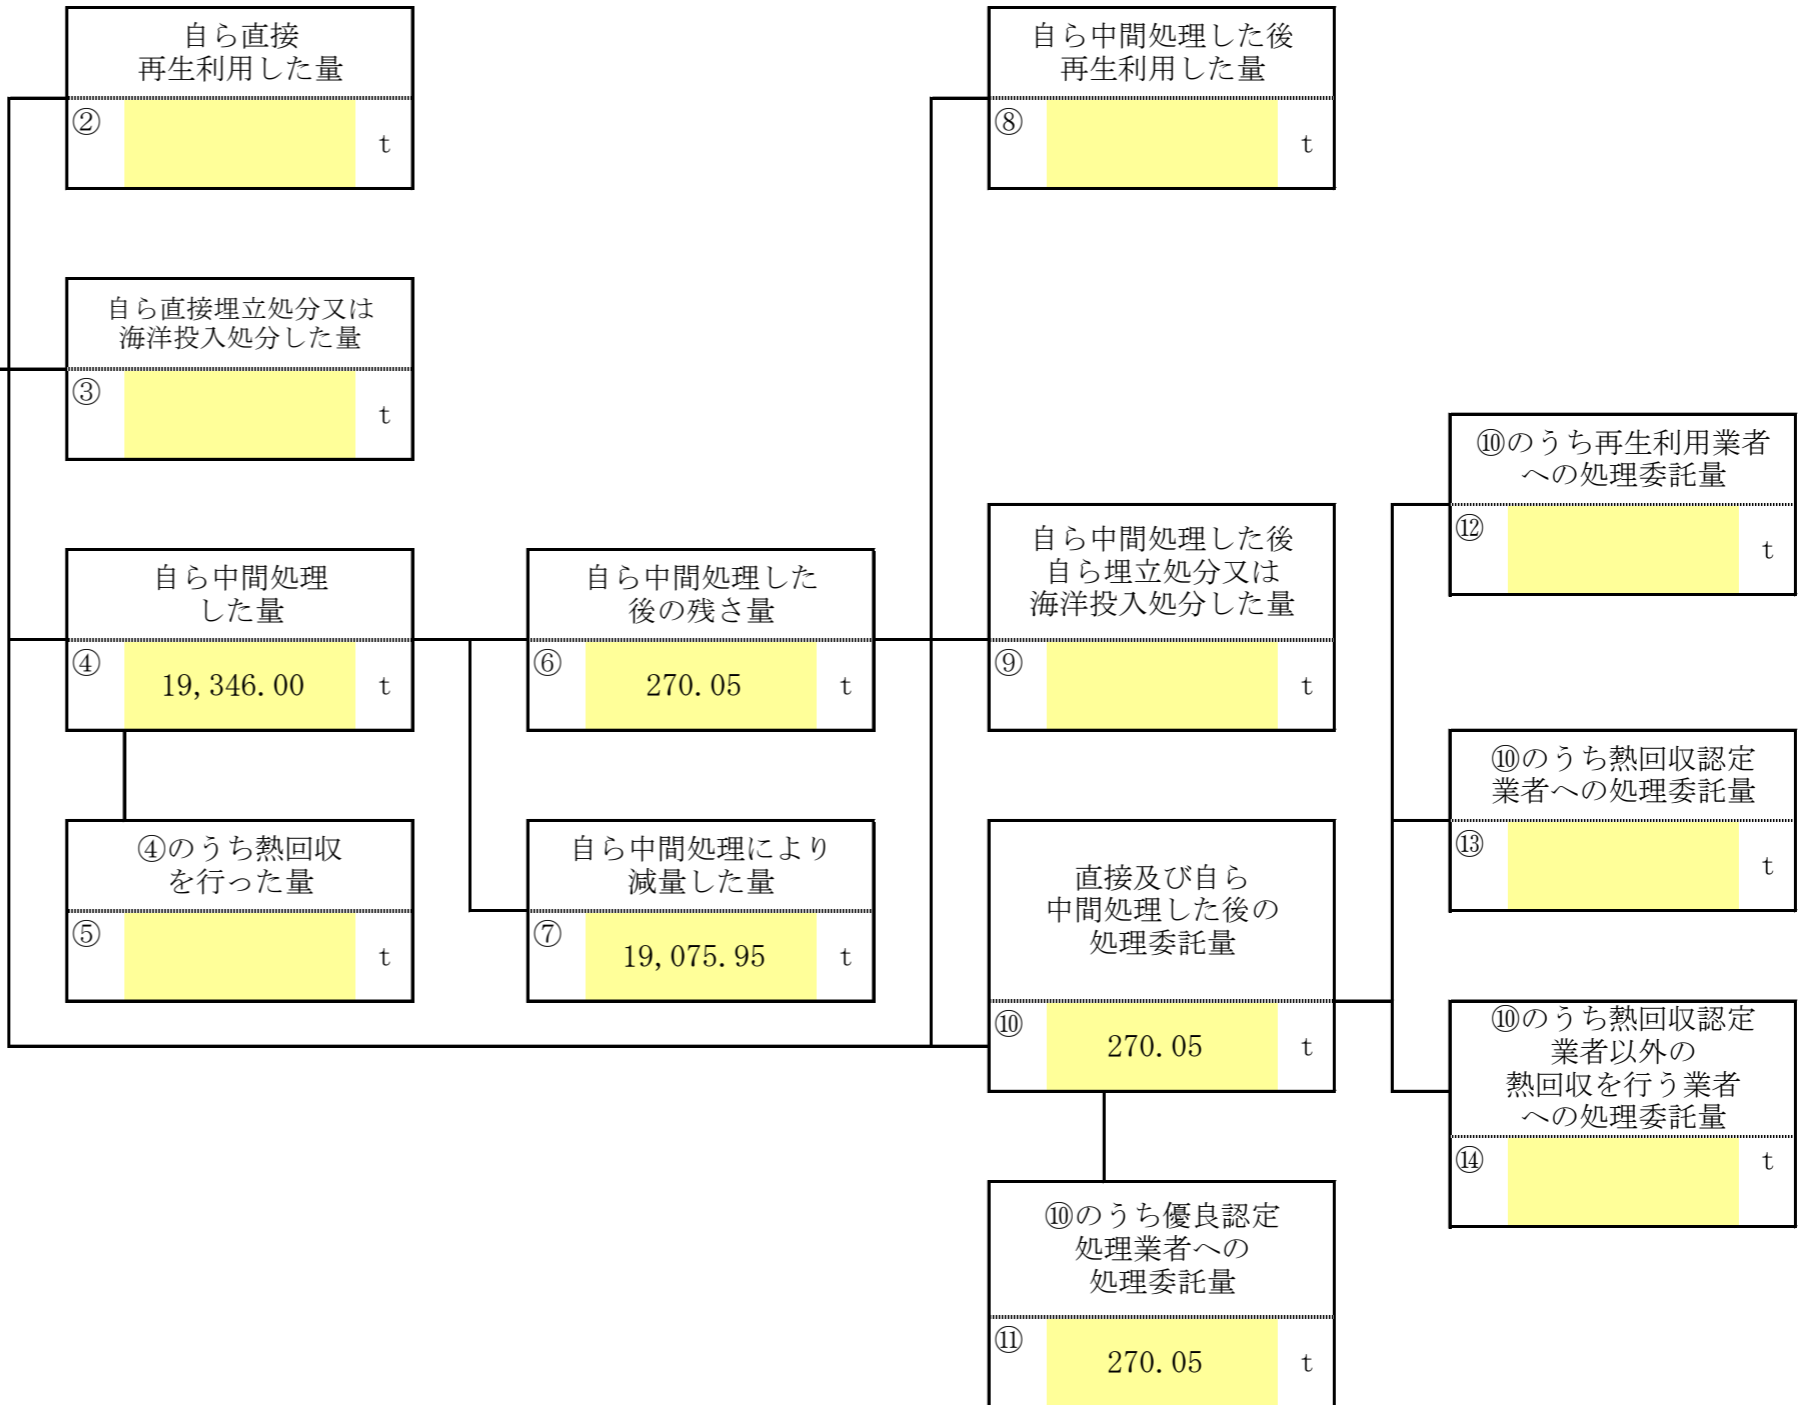 自ら直接
再生利用した量
②
t
自ら中間処理した後
再生利用した量
⑧
t
自ら直接埋立処分又は
海洋投入処分した量
③
t
⑩のうち再生利用業者
への処理委託量
⑫
t
自ら中間処理
した量
④
19,346.00 t
自ら中間処理した
後の残さ量
⑥
270.05 t
自ら中間処理した後
自ら埋立処分又は
海洋投入処分した量
⑨
t
⑩のうち熱回収認定
業者への処理委託量
⑬
t
④のうち熱回収
を行った量
⑤
t
自ら中間処理により
減量した量
⑦
19,075.95 t
直接及び自ら
中間処理した後の
処理委託量
⑩
270.05 t
⑩のうち熱回収認定
業者以外の
熱回収を行う業者
への処理委託量
⑭
t
⑩のうち優良認定
処理業者への
処理委託量
⑪
270.05 t